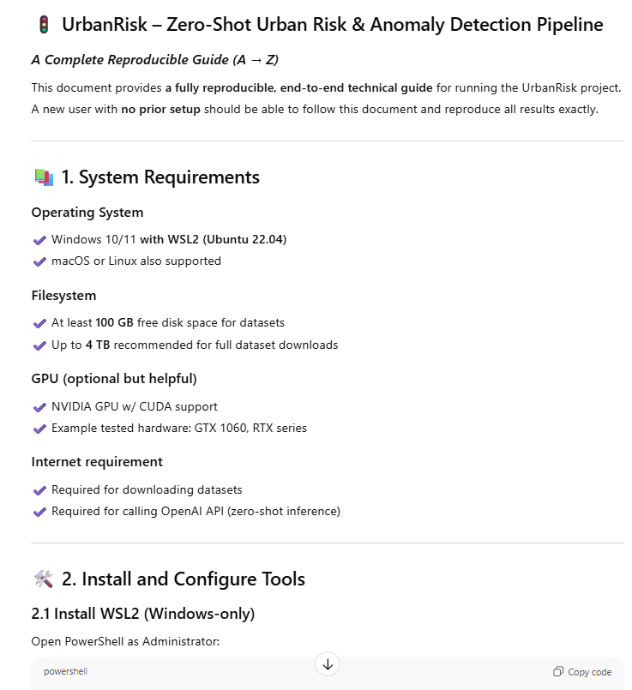 UrbanRisk – Zero-Shot Urban Risk & Anomaly Detection Pipeline
A Complete Reproducible Guide (A → Z)
This document provides a fully reproducible, end-to-end technical guide for running the UrbanRisk project.
A new user with no prior setup should be able to follow this document and reproduce all results exactly.
1. System Requirements
Operating System
✔ Windows 10/11 with WSL2 (Ubuntu 22.04)
✔ macOS or Linux also supported
Filesystem
✔ At least 100 GB free disk space for datasets
✔ Up to 4 TB recommended for full dataset downloads
GPU (optional but helpful)
✔ NVIDIA GPU w/ CUDA support
✔ Example tested hardware: GTX 1060, RTX series
Internet requirement
✔ Required for downloading datasets
✔ Required for calling OpenAI API (zero-shot inference)
2. Install and Configure Tools
2.1 Install WSL2 (Windows-only)
Open PowerShell as Administrator:
powershell Copy code